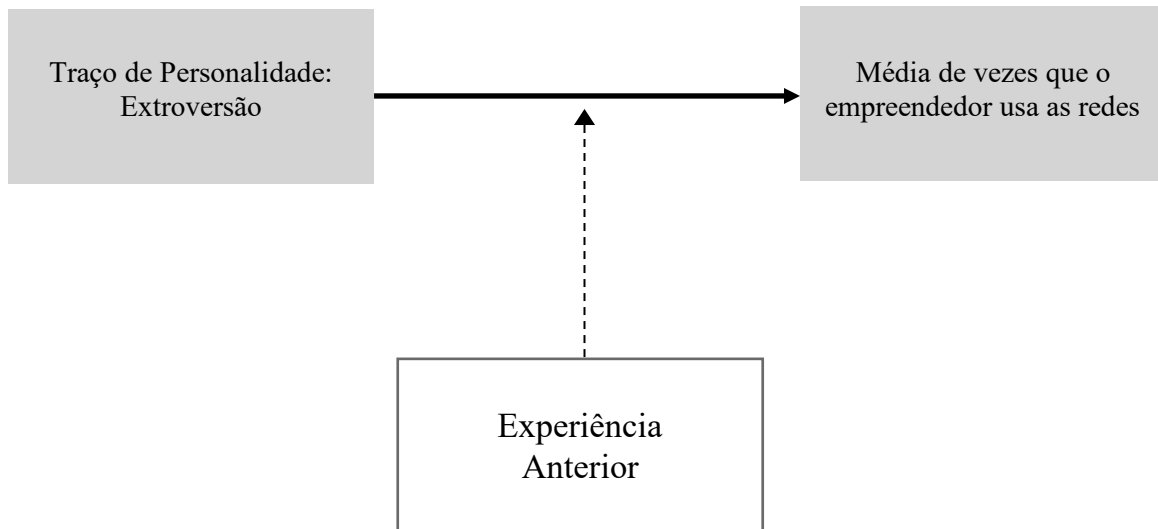 Traço de Personalidade:
Extroversão
Média de vezes que o
empreendedor usa as redes
Experiência
Anterior